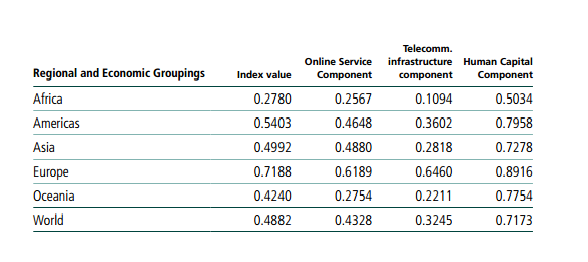 Telecomm.
Online Service infrastructure Human Capital
Regional and Economic Groupings Index value Component component Component
Africa 0.2780 0.2567 0.1094 0.5034
Americas 0.5403 0.4648 0.3602 0.7958
Asia 0.4992 0.4880 0.2818 0.7278
Europe 0.7188 0.6189 0.6460 0.8916
Oceania 0.4240 0.2754 0.2211 0.7754
World 0.4882 0.4328 0.3245 0.7173